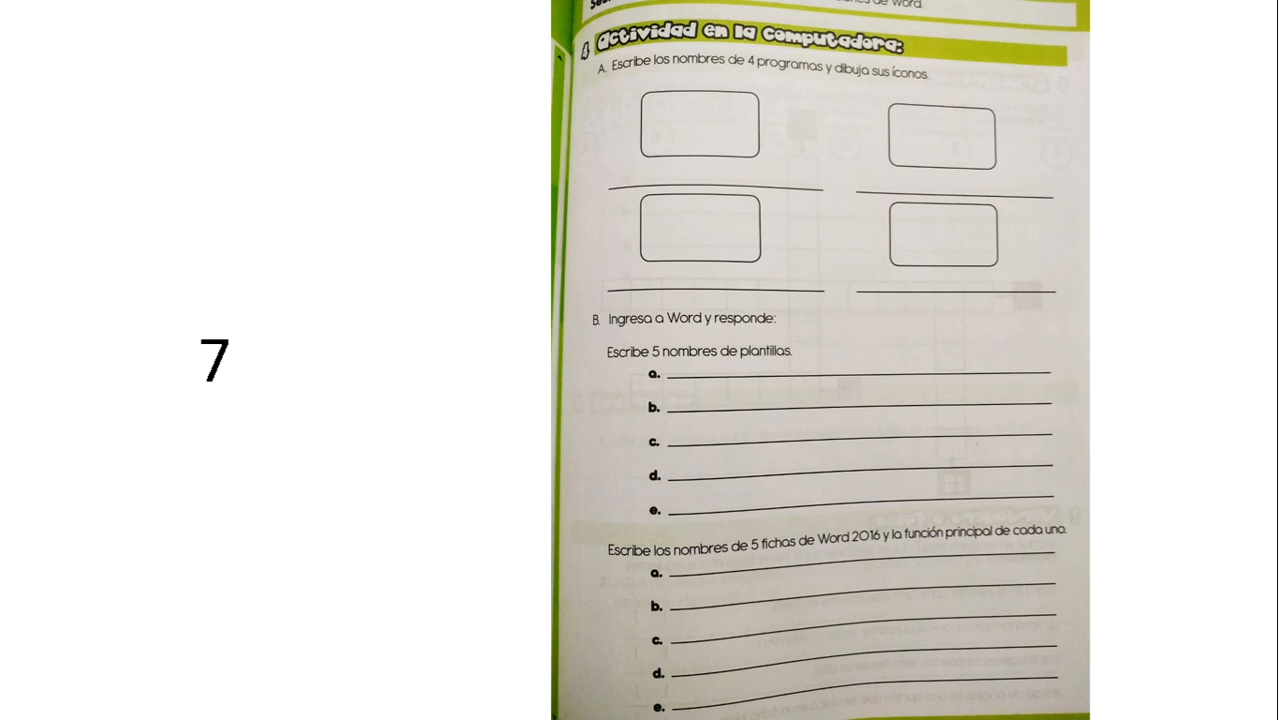 de Word.
4 actividad en la computadora:
A. Escribe los nombres de 4 programas y dibuja sus íconos.
7
B. Ingresa a Word y responde:
Escribe 5 nombres de plantillas.
a.
b.
c.
d.
e.
Escribe los nombres de 5 fichas de Word 2016 y la función principal de cada una.
a.
b.
c.
d.
e.